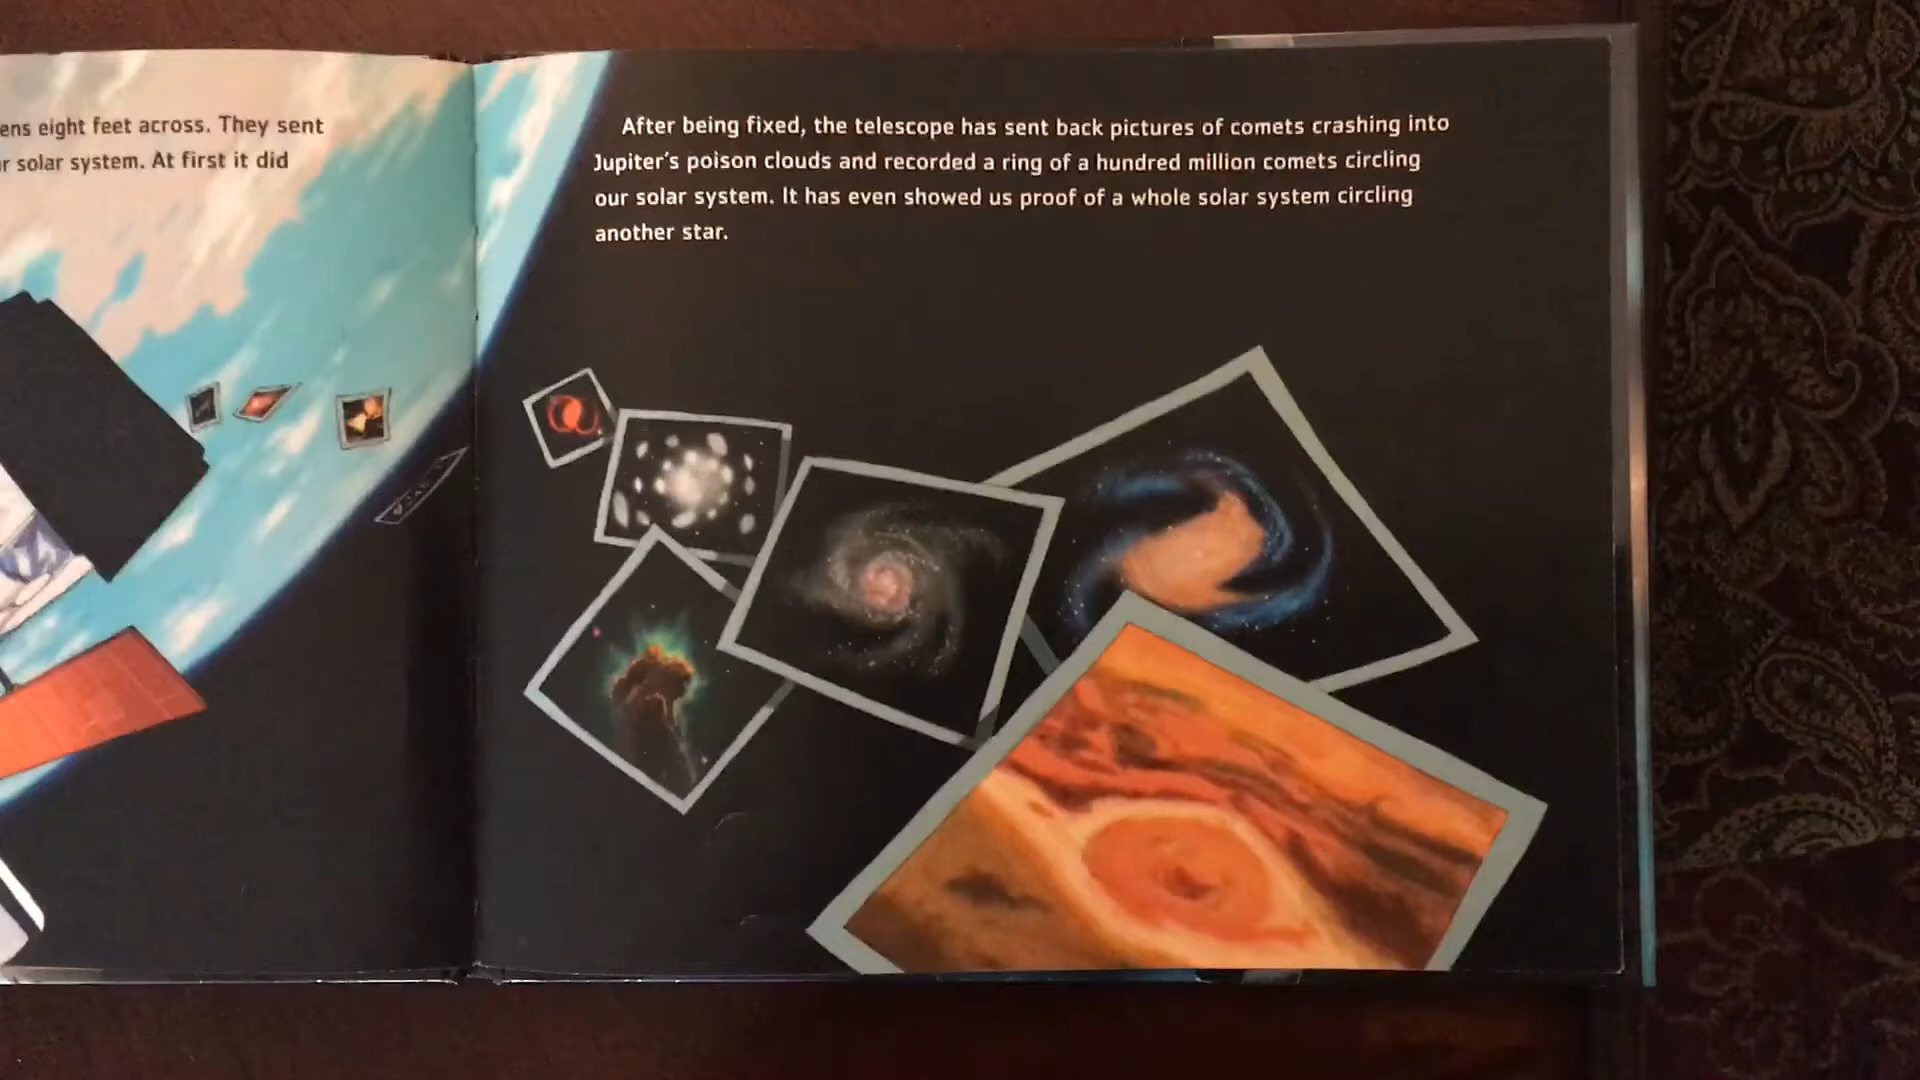 eight feet across. They sent
solar system. At first it did
After being fixed, the telescope has sent back pictures of comets crashing into
Jupiter's poison clouds and recorded a ring of a hundred million comets circling
our solar system. It has even showed us proof of a whole solar system circling
another star.